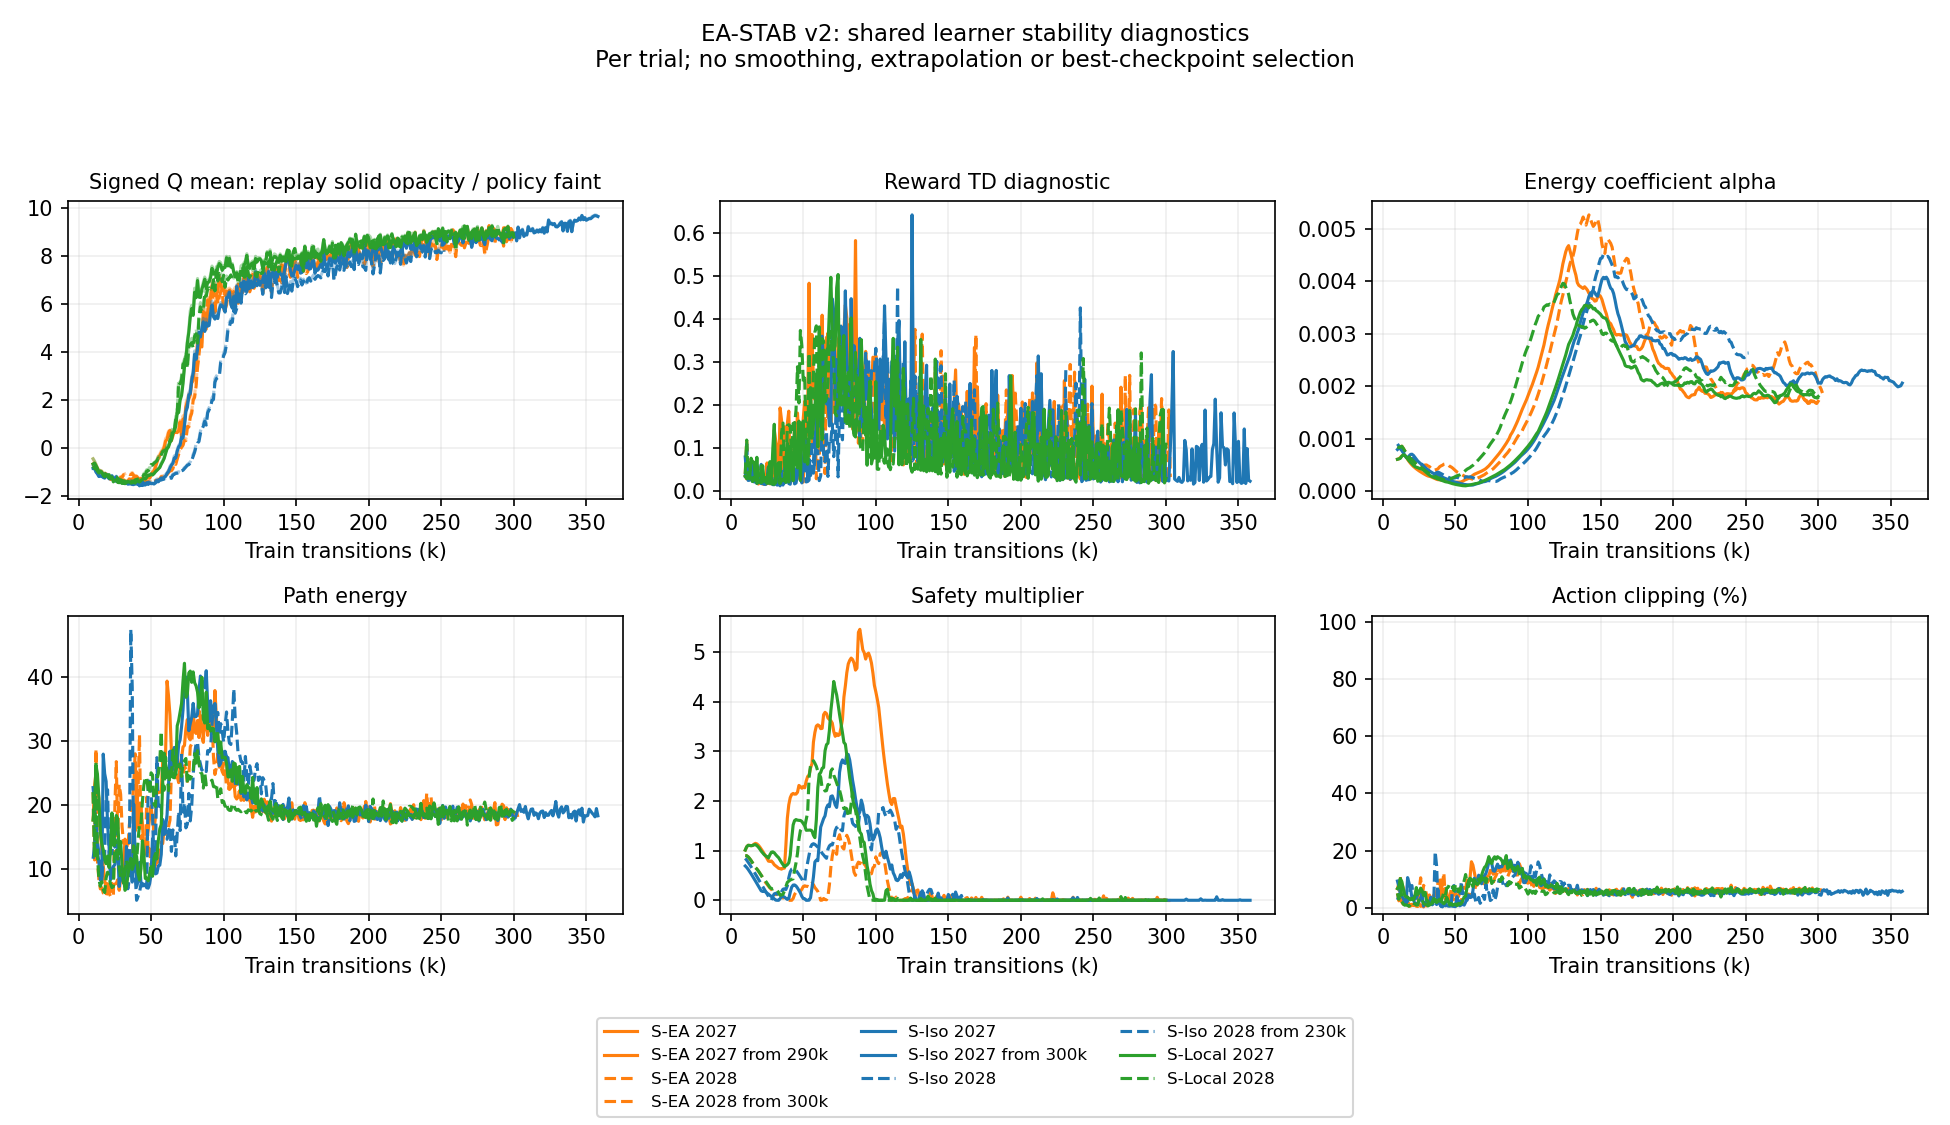 EA-STAB v2: shared learner stability diagnostics
Per trial; no smoothing, extrapolation or best-checkpoint selection
Signed Q mean: replay solid opacity / policy faint
10
8
6
4
2
0
−2
0 50 100 150 200 250 300 350
Train transitions (k)
Reward TD diagnostic
0.6
0.5
0.4
0.3
0.2
0.1
0.0
0 50 100 150 200 250 300 350
Train transitions (k)
Energy coefficient alpha
0.005
0.004
0.003
0.002
0.001
0.000
0 50 100 150 200 250 300 350
Train transitions (k)
Path energy
40
30
20
10
0 50 100 150 200 250 300 350
Train transitions (k)
Safety multiplier
5
4
3
2
1
0
0 50 100 150 200 250 300 350
Train transitions (k)
Action clipping (%)
100
80
60
40
20
0
0 50 100 150 200 250 300 350
Train transitions (k)
S-EA 2027
S-EA 2027 from 290k
S-EA 2028
S-EA 2028 from 300k
S-Iso 2027
S-Iso 2027 from 300k
S-Iso 2028
S-Iso 2028 from 230k
S-Local 2027
S-Local 2028